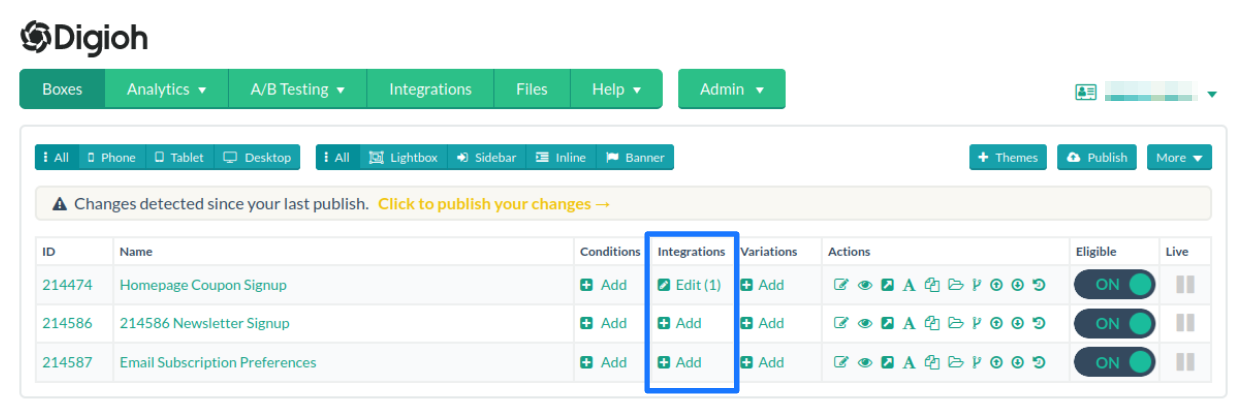 Digioh
Boxes Analytics A/B Testing Integrations Files Help Admin
All Phone Tablet Desktop All Lightbox Sidebar Inline Banner + Themes Publish More
Changes detected since your last publish. Click to publish your changes →
ID Name Conditions Integrations Variations Actions Eligible Live
214474 Homepage Coupon Signup Add Edit (1) Add A ON
214586 214586 Newsletter Signup Add Add Add A ON
214587 Email Subscription Preferences Add Add Add A ON